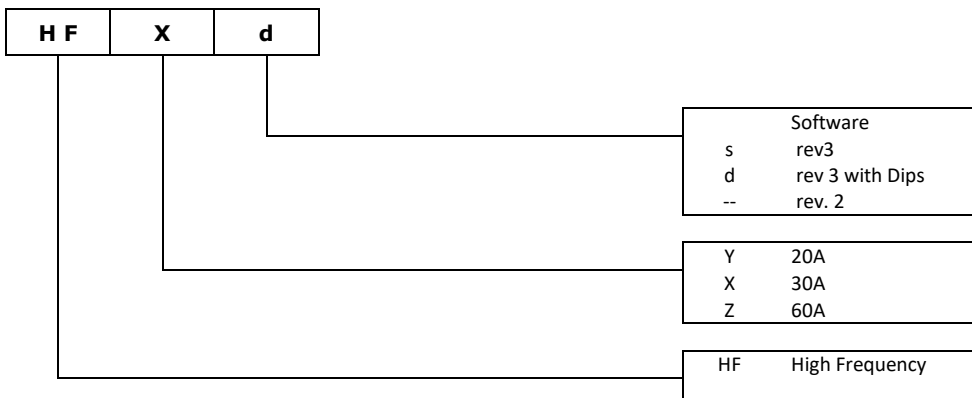 H F X d
Software
s rev3
d rev 3 with Dips
-- rev. 2
Y 20A
X 30A
Z 60A
HF High Frequency